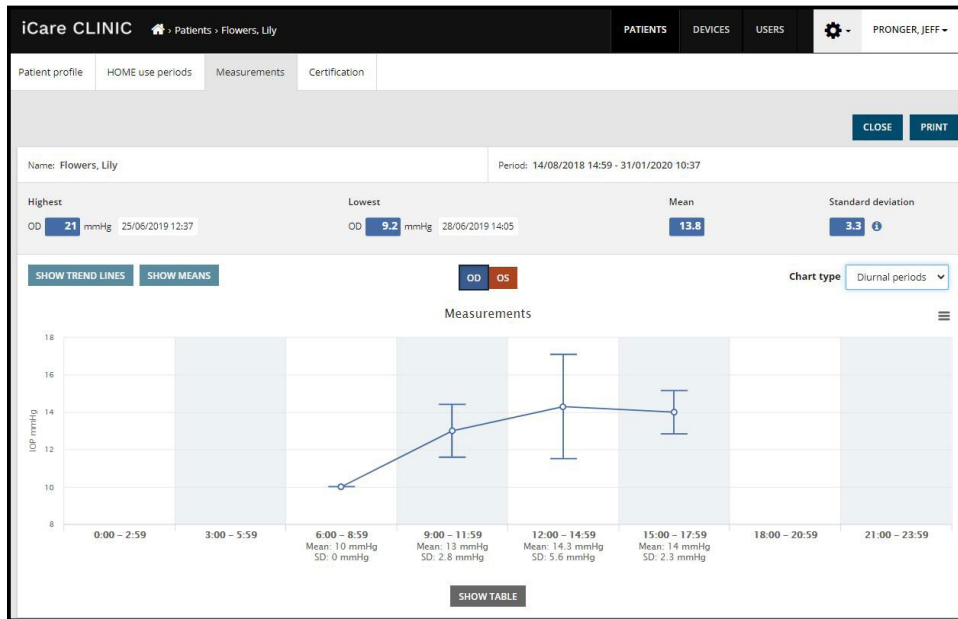 iCare CLINIC › Patients › Flowers, Lily PATIENTS DEVICES USERS PRONGER, JEFF
Patient profile HOME use periods Measurements Certification
CLOSE PRINT
Name: Flowers, Lily Period: 14/08/2018 14:59 - 31/01/2020 10:37
Highest Lowest Mean Standard deviation
OD 21 mmHg 25/06/2019 12:37 OD 9.2 mmHg 28/06/2019 14:05 13.8 3.3 i
SHOW TREND LINES SHOW MEANS OD OS Chart type Diurnal periods
Measurements
18
16
14
12
10
8
IOP mmHg
0:00 – 2:59 3:00 – 5:59 6:00 – 8:59 9:00 – 11:59 12:00 – 14:59 15:00 – 17:59 18:00 – 20:59 21:00 – 23:59
Mean: 10 mmHg Mean: 13 mmHg Mean: 14.3 mmHg Mean: 14 mmHg
SD: 0 mmHg SD: 2.8 mmHg SD: 5.6 mmHg SD: 2.3 mmHg
SHOW TABLE